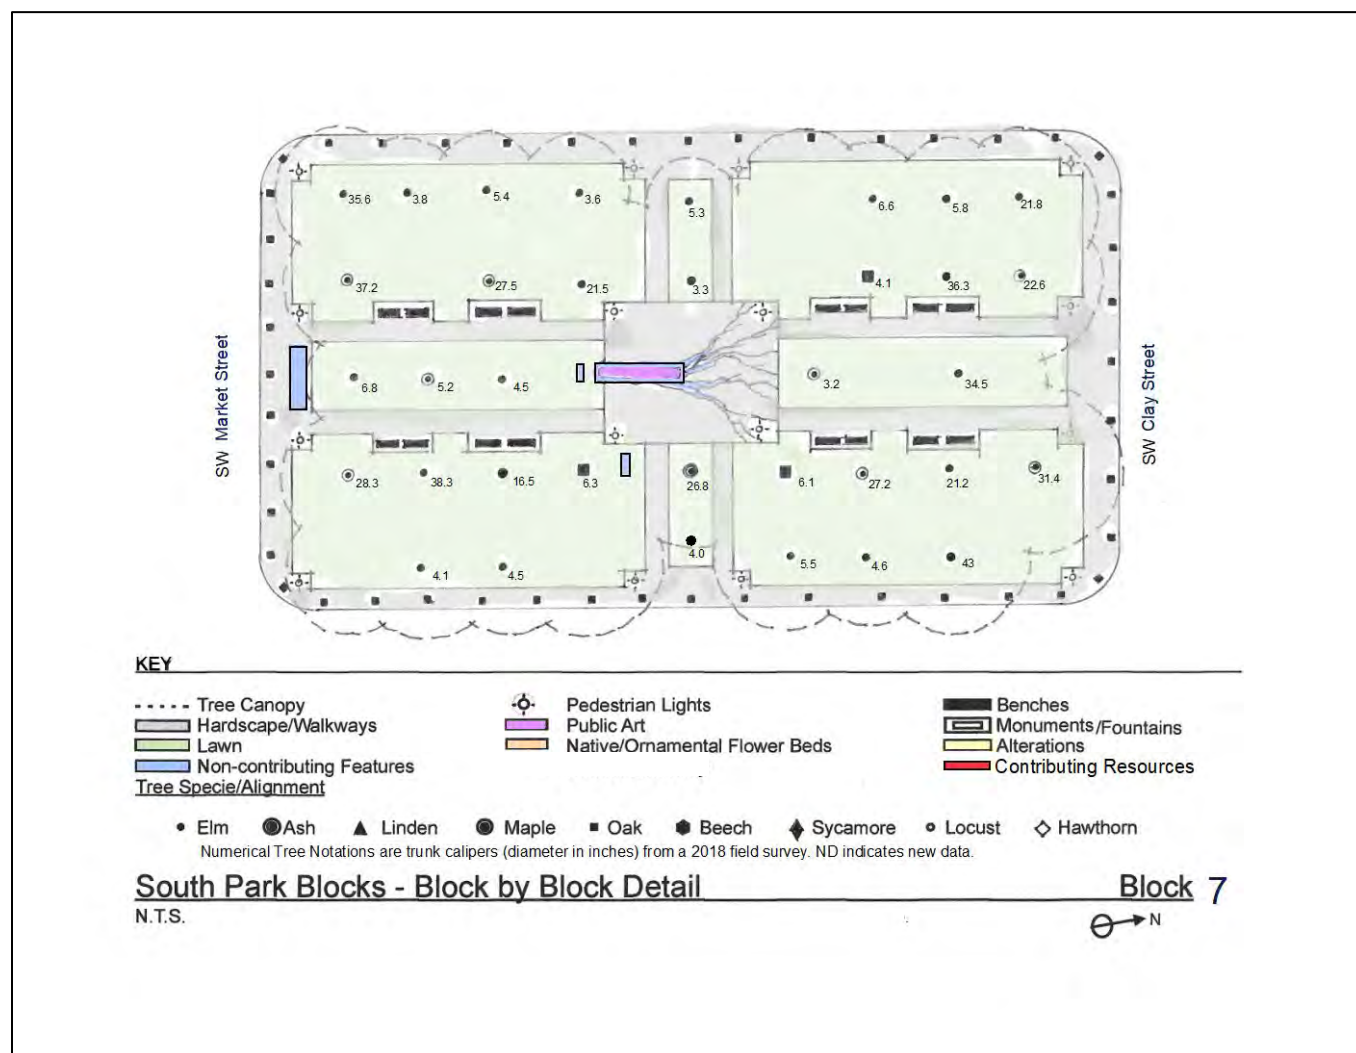 35.6 3.8 5.4 3.6 5.3 6.6 5.8 21.8
37.2 27.5 21.5 3.3 4.1 36.3 22.6
SW Market Street
6.8 5.2 4.5 3.2 34.5
SW Clay Street
28.3 38.3 16.5 6.3 26.8 6.1 27.2 21.2 31.4
4.1 4.5 4.0 5.5 4.6 43
KEY
Tree Canopy Pedestrian Lights Benches
Hardscape/Walkways Public Art Monuments/Fountains
Lawn Native/Ornamental Flower Beds Alterations
Non-contributing Features Contributing Resources
Tree Specie/Alignment
Elm Ash Linden Maple Oak Beech Sycamore Locust Hawthorn
Numerical Tree Notations are trunk calipers (diameter in inches) from a 2018 field survey. ND indicates new data.
South Park Blocks - Block by Block Detail Block 7
N.T.S. N